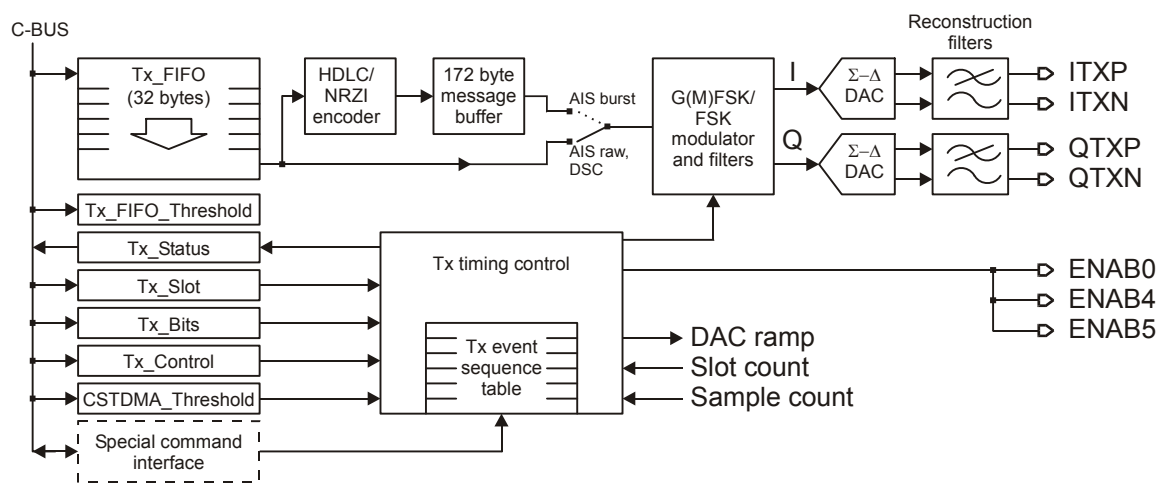 C-BUS
Tx_FIFO
(32 bytes)
HDLC/
NRZI
encoder
172 byte
message
buffer
AIS burst
AIS raw,
DSC
G(M)FSK/
FSK
modulator
and filters
I
Q
Σ–Δ
DAC
Σ–Δ
DAC
Reconstruction
filters
ITXP
ITXN
QTXP
QTXN
Tx_FIFO_Threshold
Tx_Status
Tx_Slot
Tx_Bits
Tx_Control
CSTDMA_Threshold
Special command
interface
Tx timing control
Tx event
sequence
table
ENAB0
ENAB4
ENAB5
DAC ramp
Slot count
Sample count